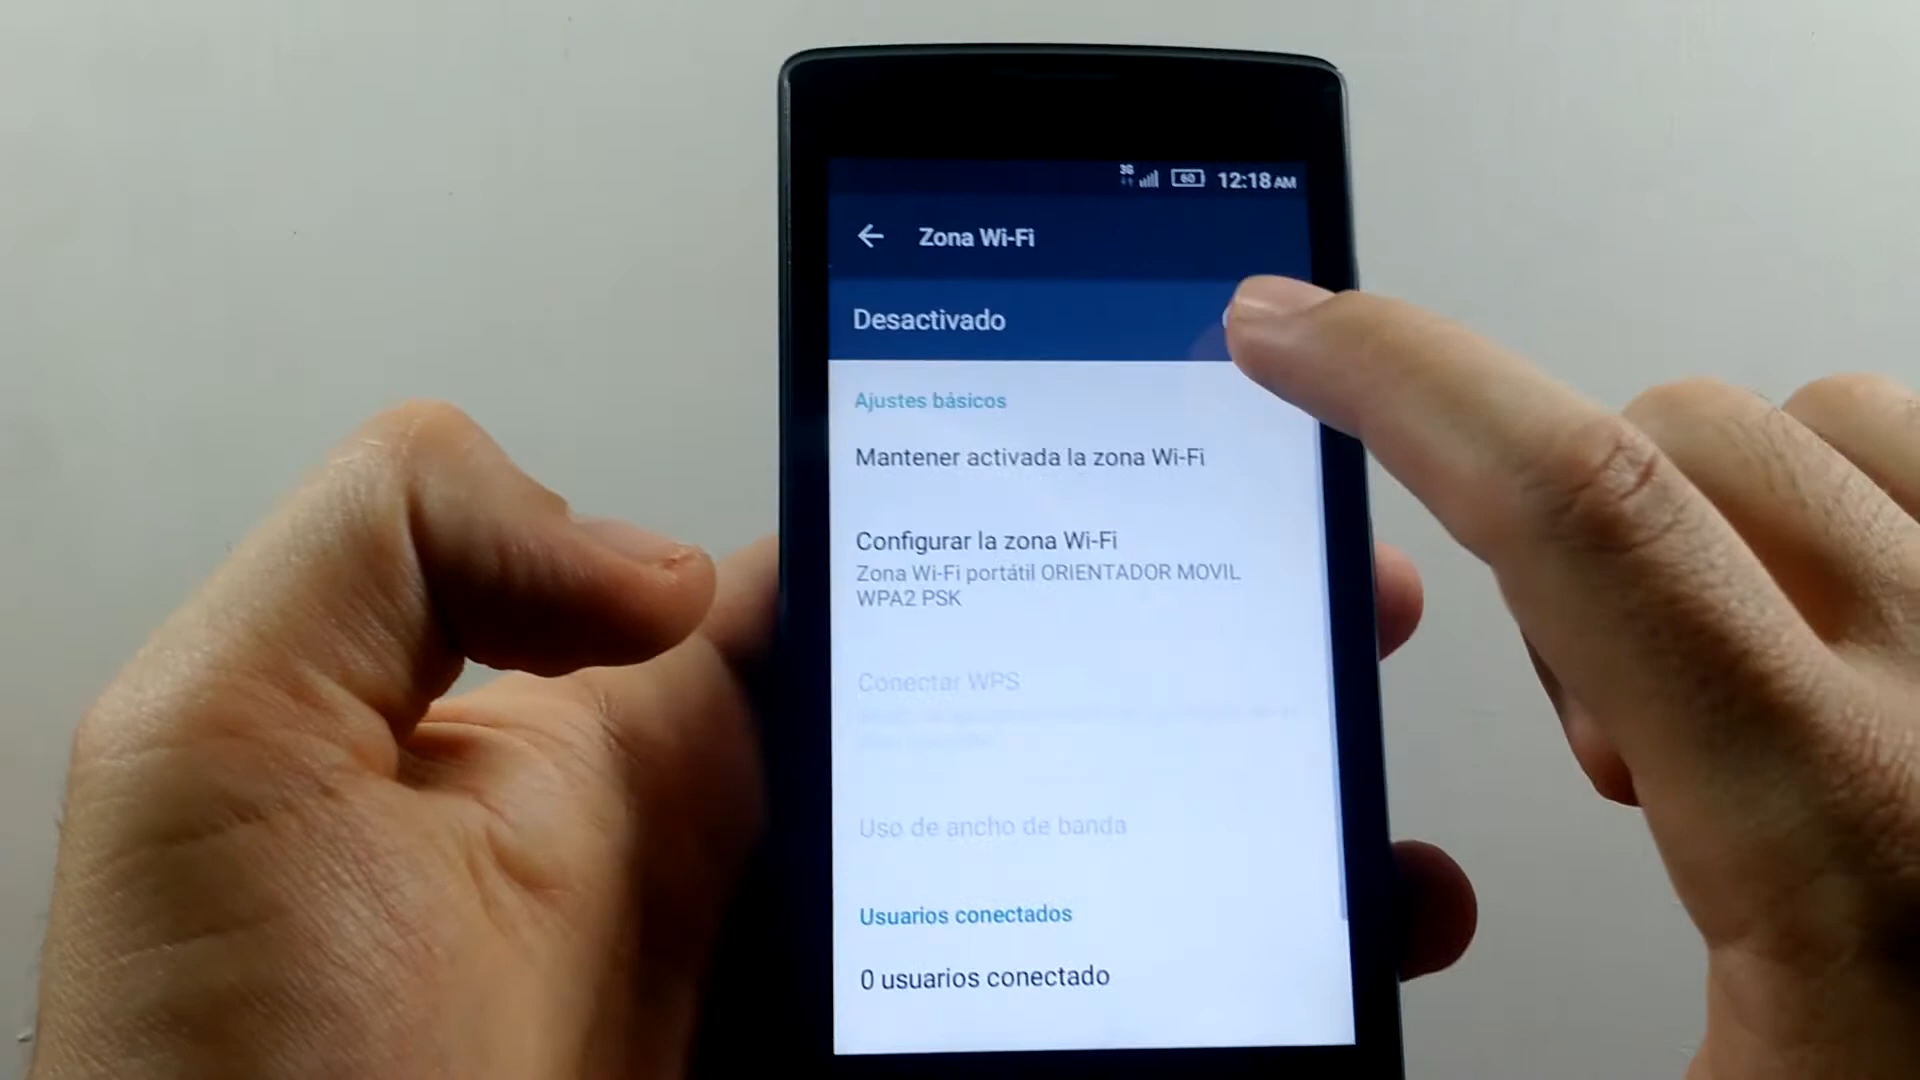 3G 60 12:18 AM
Zona Wi-Fi
Desactivado
Ajustes básicos
Mantener activada la zona Wi-Fi
Configurar la zona Wi-Fi
Zona Wi-Fi portátil ORIENTADOR MOVIL
WPA2 PSK
Conectar WPS
Uso de ancho de banda
Usuarios conectados
0 usuarios conectado